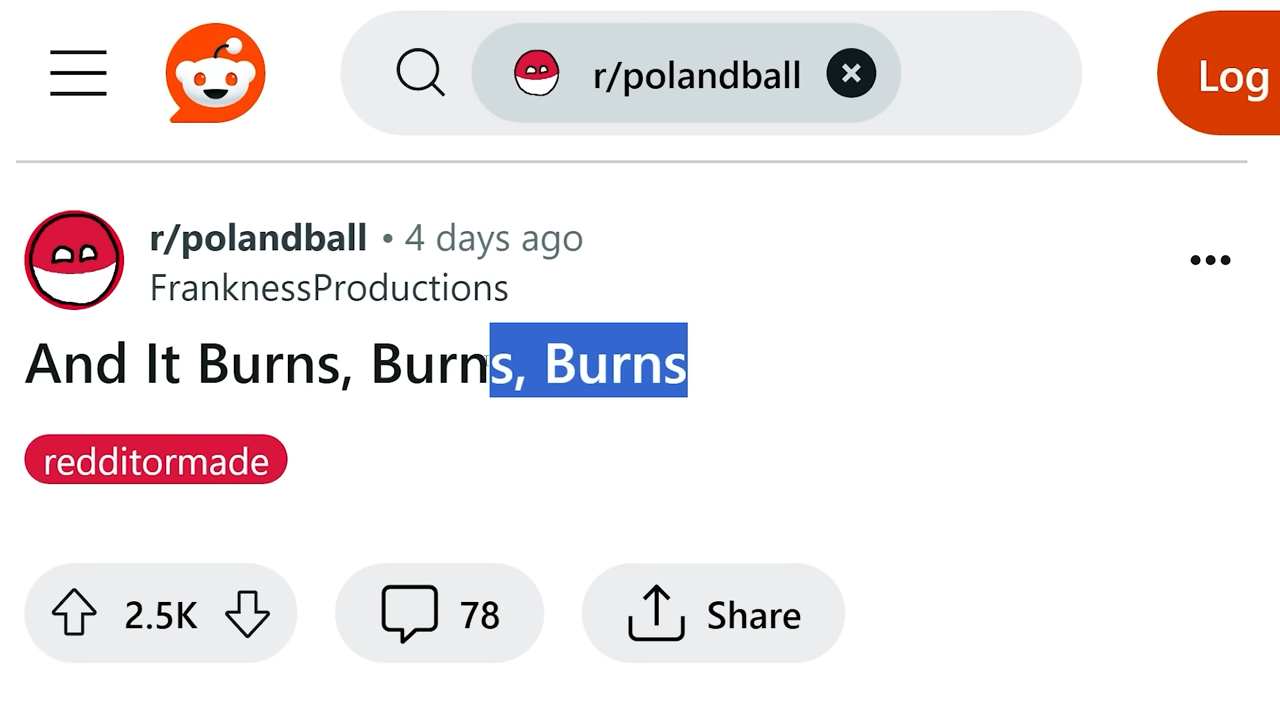 r/polandball
Log
r/polandball • 4 days ago
FranknessProductions
And It Burns, Burns, Burns
redditormade
2.5K
78
Share